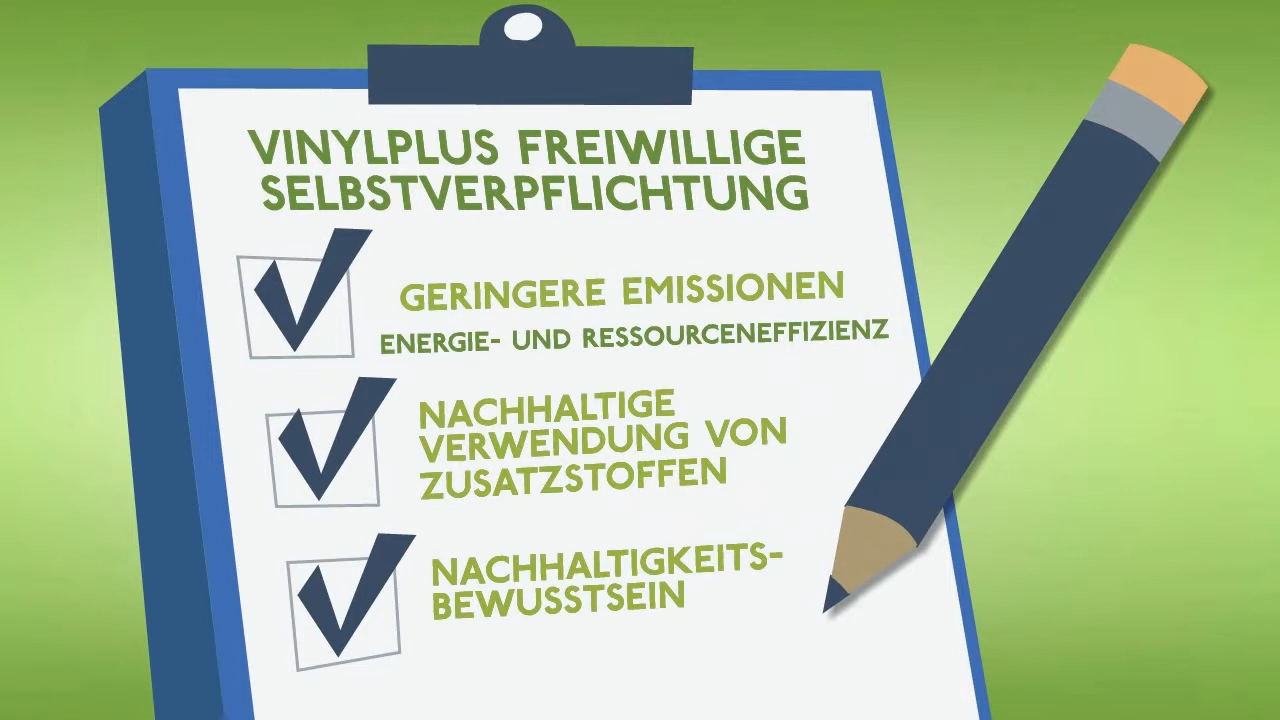 VINYLPLUS FREIWILLIGE
SELBSTVERPFLICHTUNG
GERINGERE EMISSIONEN
ENERGIE- UND RESSOURCENEFFIZIENZ
NACHHALTIGE
VERWENDUNG VON
ZUSATZSTOFFEN
NACHHALTIGKEITS-
BEWUSSTSEIN